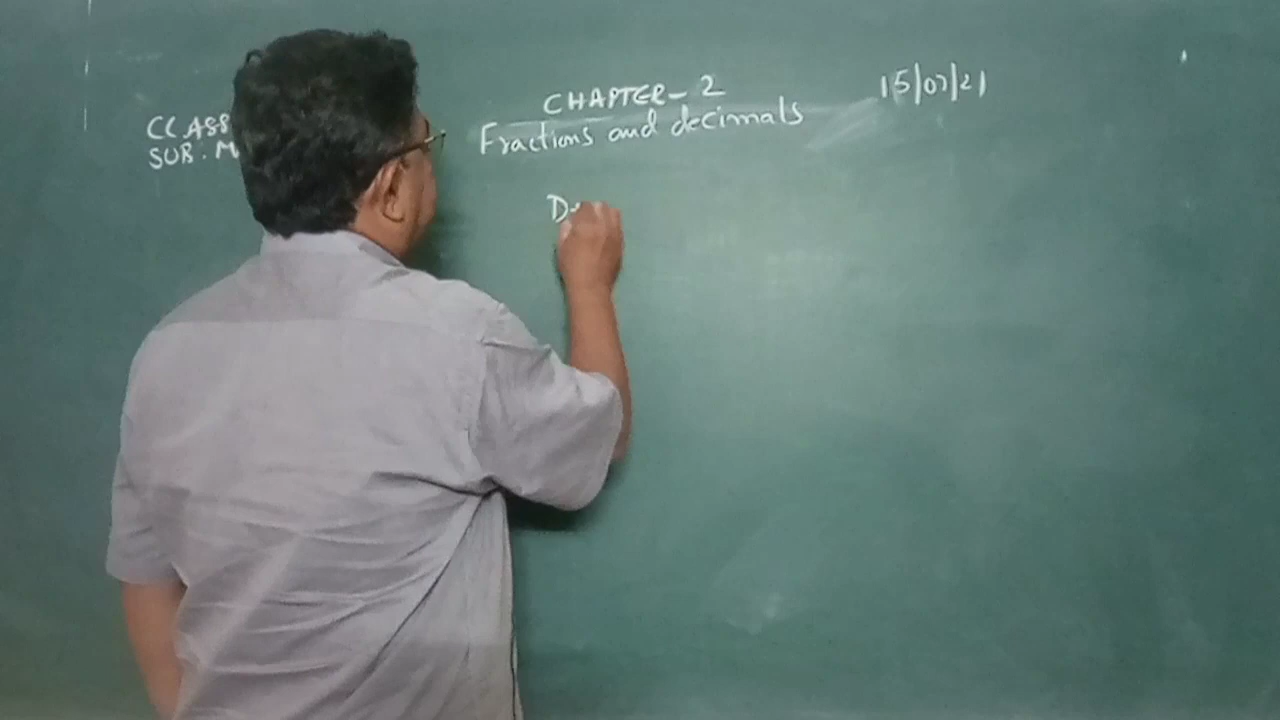 CHAPTER-2
15/07/21
CLASS
Fractions and decimals
SUB. M